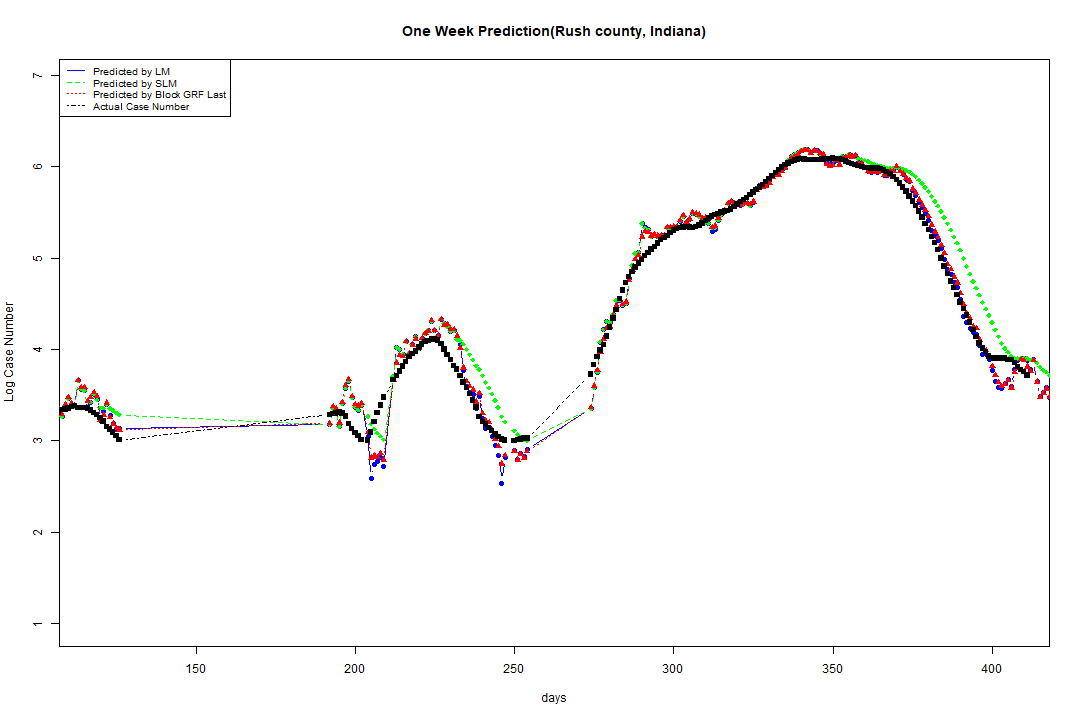 One Week Prediction(Rush county, Indiana)
Predicted by LM
Predicted by SLM
Predicted by Block GRF Last
Actual Case Number
7
6
5
4
3
2
1
Log Case Number
150 200 250 300 350 400
days